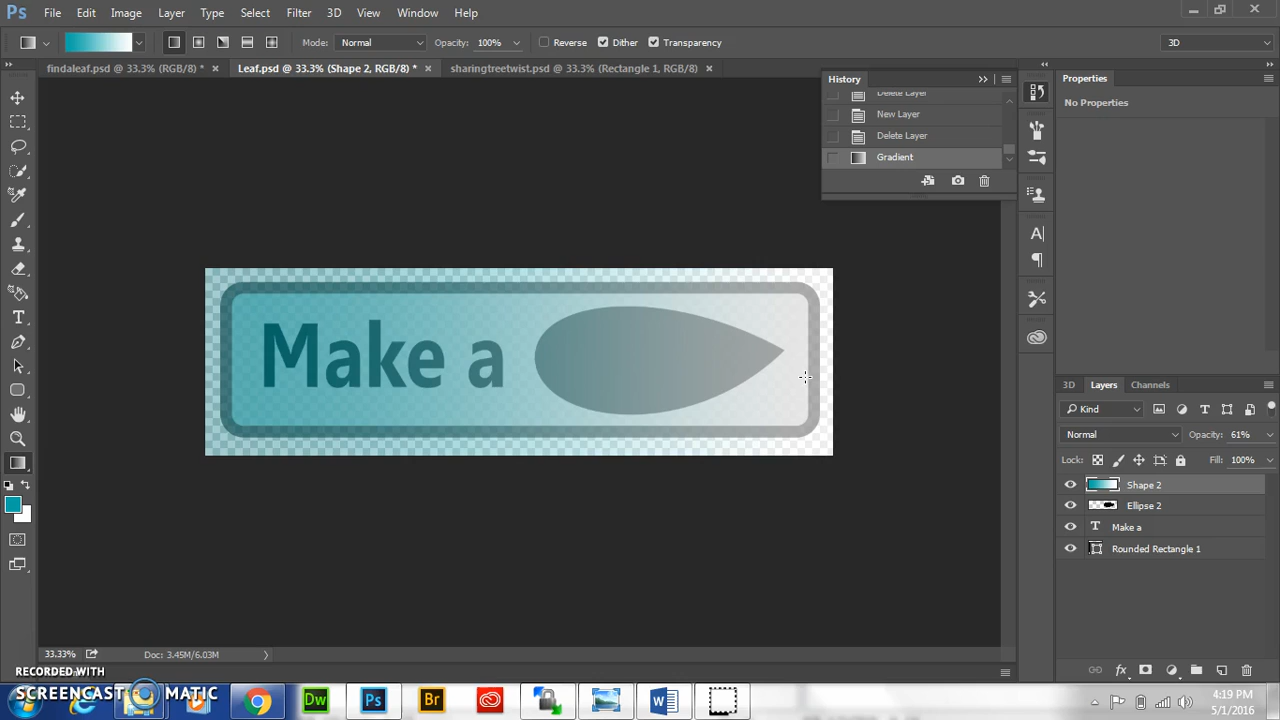 Ps File Edit Image Layer Type Select Filter 3D View Window Help
Mode: Normal Opacity: 100% Reverse Dither Transparency 3D
findaleaf.psd @ 33.3% (RGB/8) * × Leaf.psd @ 33.3% (Shape 2, RGB/8) * × sharingtreetwist.psd @ 33.3% (Rectangle 1, RGB/8) ×
History
Delete Layer
New Layer
Delete Layer
Gradient
Properties
No Properties
Make a
3D Layers Channels
Kind
Normal Opacity: 61%
Lock: Fill: 100%
Shape 2
Ellipse 2
T Make a
Rounded Rectangle 1
33.33% Doc: 3.45M/6.03M
RECORDED WITH
SCREENCAST MATIC
Dw Ps Br
4:19 PM
5/1/2016